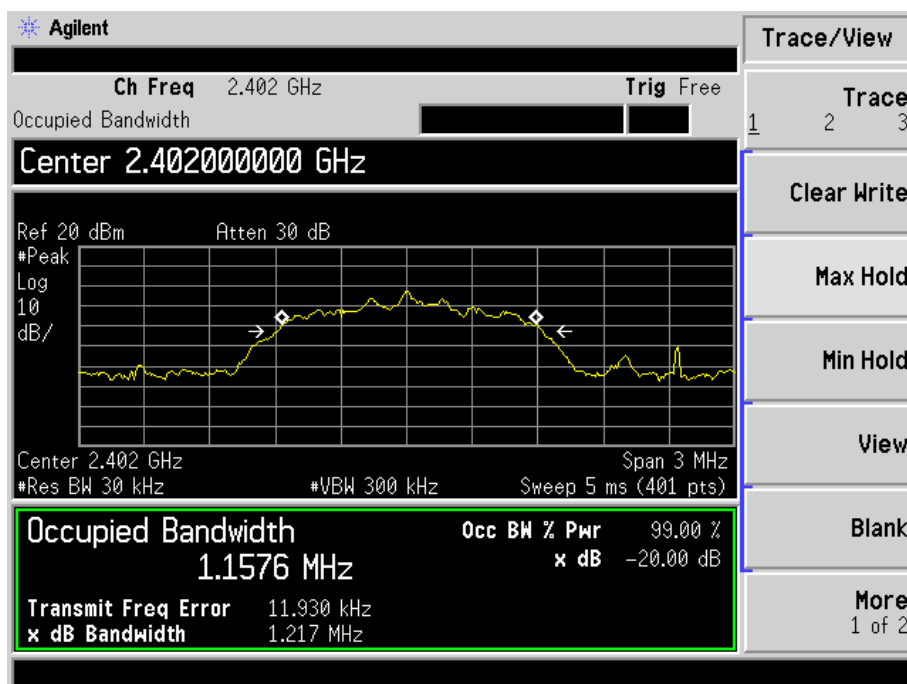 Agilent
Trace/View
Ch Freq 2.402 GHz Trig Free
Occupied Bandwidth
Center 2.402000000 GHz
Ref 20 dBm Atten 30 dB
#Peak
Log
10
dB/
Center 2.402 GHz Span 3 MHz
#Res BW 30 kHz #VBW 300 kHz Sweep 5 ms (401 pts)
Occupied Bandwidth
1.1576 MHz
Occ BW % Pwr 99.00 %
x dB -20.00 dB
Transmit Freq Error 11.930 kHz
x dB Bandwidth 1.217 MHz
Trace
1 2 3
Clear Write
Max Hold
Min Hold
View
Blank
More
1 of 2